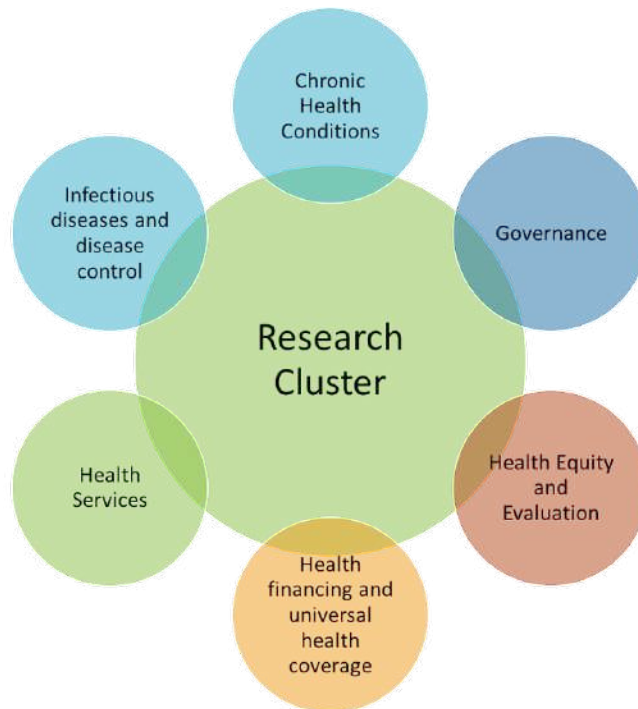 Chronic
Health
Conditions
Governance
Health Equity
and
Evaluation
Health
financing and
universal
health
coverage
Health
Services
Infectious
diseases and
disease
control
Research
Cluster